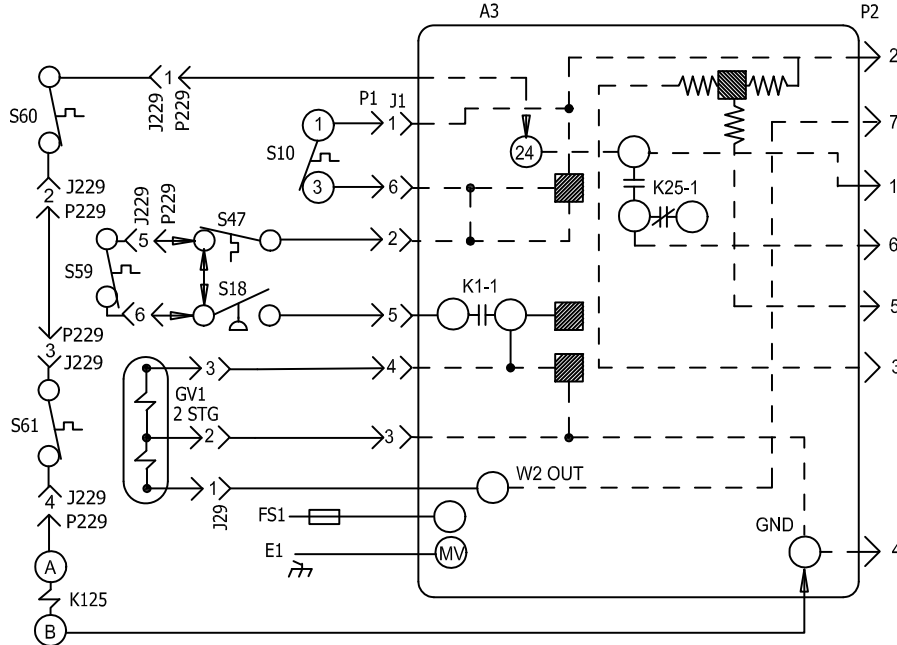 A3
P2
1
J229
P229
2
S60
P1
J1
1
1
7
S10
24
3
6
K25-1
1
J229
2
P229
J229
P229
S47
5
2
6
S59
S18
K1-1
6
5
5
P229
3
J229
3
4
3
GV1
2 STG
S61
2
3
W2 OUT
1
J29
4
J229
P229
FS1
GND
E1
MV
4
A
K125
B